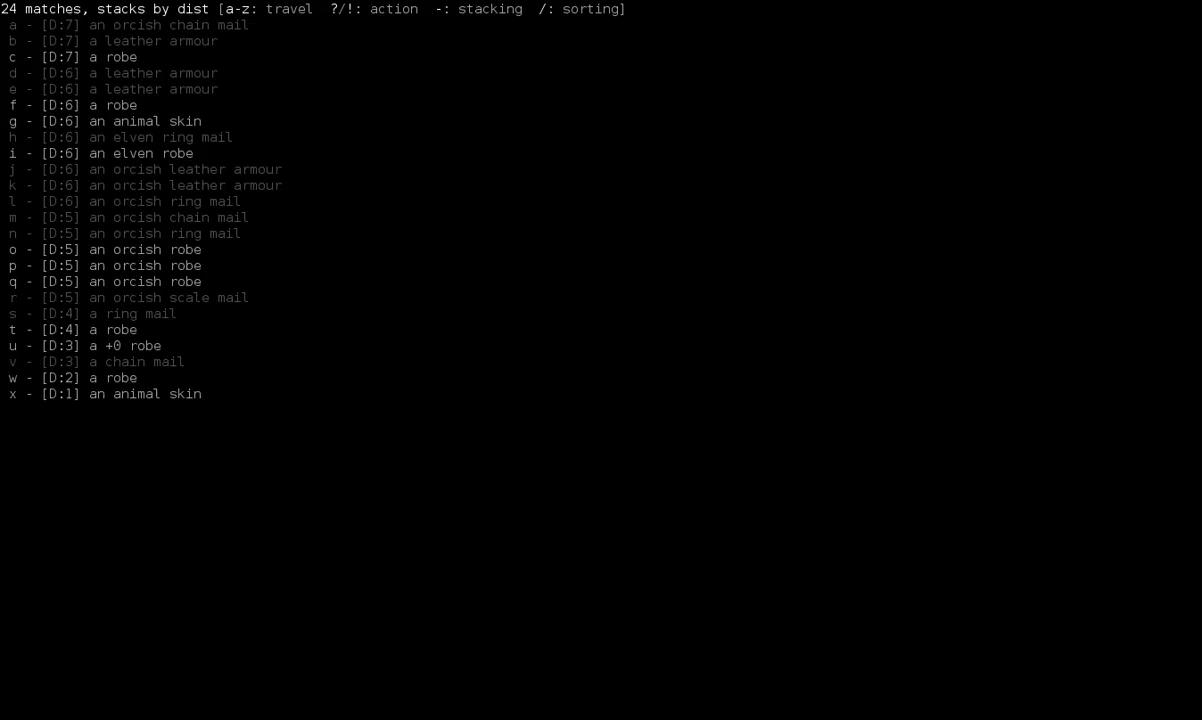 24 matches, stacks by dist [a-z: travel  ?/!: action  -: stacking  /: sorting]
a - [D:7] an orcish chain mail
b - [D:7] a leather armour
c - [D:7] a robe
d - [D:6] a leather armour
e - [D:6] a leather armour
f - [D:6] a robe
g - [D:6] an animal skin
h - [D:6] an elven ring mail
i - [D:6] an elven robe
j - [D:6] an orcish leather armour
k - [D:6] an orcish leather armour
l - [D:6] an orcish ring mail
m - [D:5] an orcish chain mail
n - [D:5] an orcish ring mail
o - [D:5] an orcish robe
p - [D:5] an orcish robe
q - [D:5] an orcish robe
r - [D:5] an orcish scale mail
s - [D:4] a ring mail
t - [D:4] a robe
u - [D:3] a +0 robe
v - [D:3] a chain mail
w - [D:2] a robe
x - [D:1] an animal skin